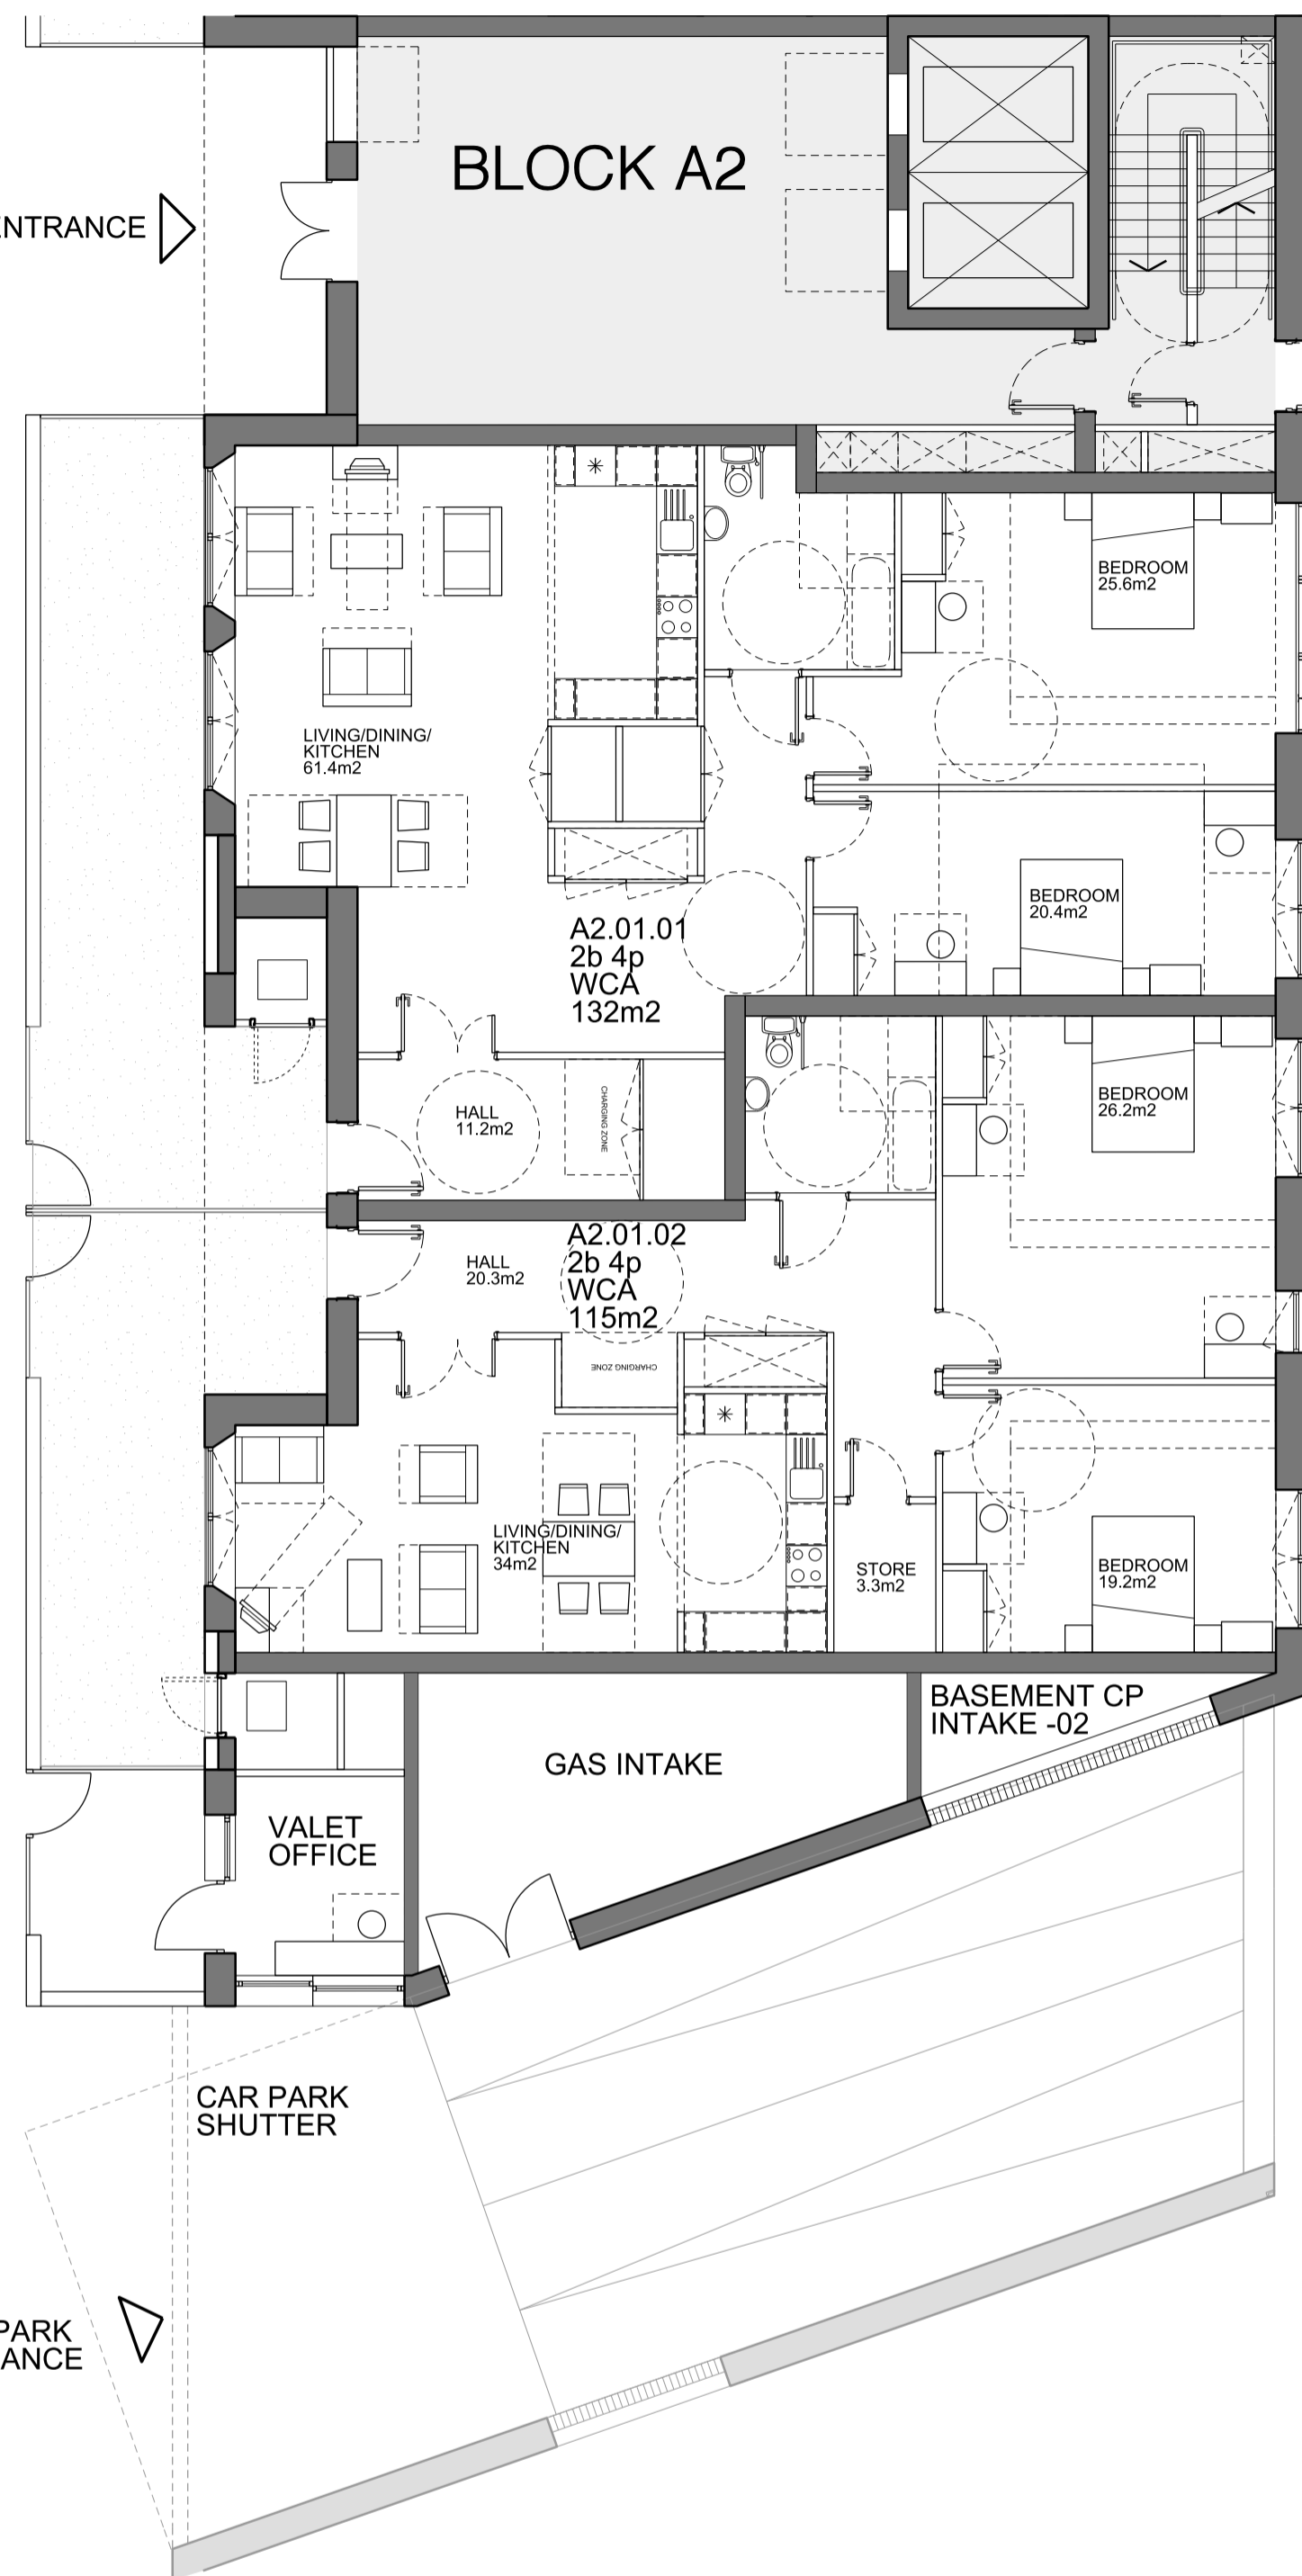 BLOCK A2
ENTRANCE
BEDROOM
25.6m2
LIVING/DINING/
KITCHEN
61.4m2
BEDROOM
20.4m2
A2.01.01
2b 4p
WCA
132m2
HALL
11.2m2
CHARGING ZONE
BEDROOM
26.2m2
A2.01.02
2b 4p
WCA
115m2
HALL
20.3m2
CHARGING ZONE
LIVING/DINING/
KITCHEN
34m2
STORE
3.3m2
BEDROOM
19.2m2
BASEMENT CP
INTAKE -02
GAS INTAKE
VALET
OFFICE
CAR PARK
SHUTTER
PARK
ANCE